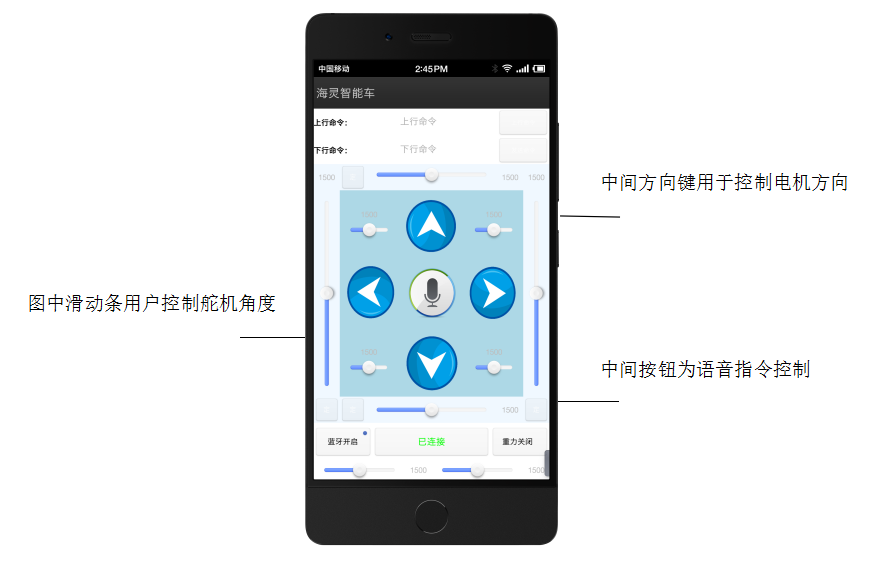 中国移动 2:45PM
海灵智能车
上行命令: 上行命令
下行命令: 下行命令
1500 1500 1500
1500 1500
中间方向键用于控制电机方向
图中滑动条用户控制舵机角度
1500 1500
中间按钮为语音指令控制
1500
蓝牙开启 已连接 重力关闭
1500 1500